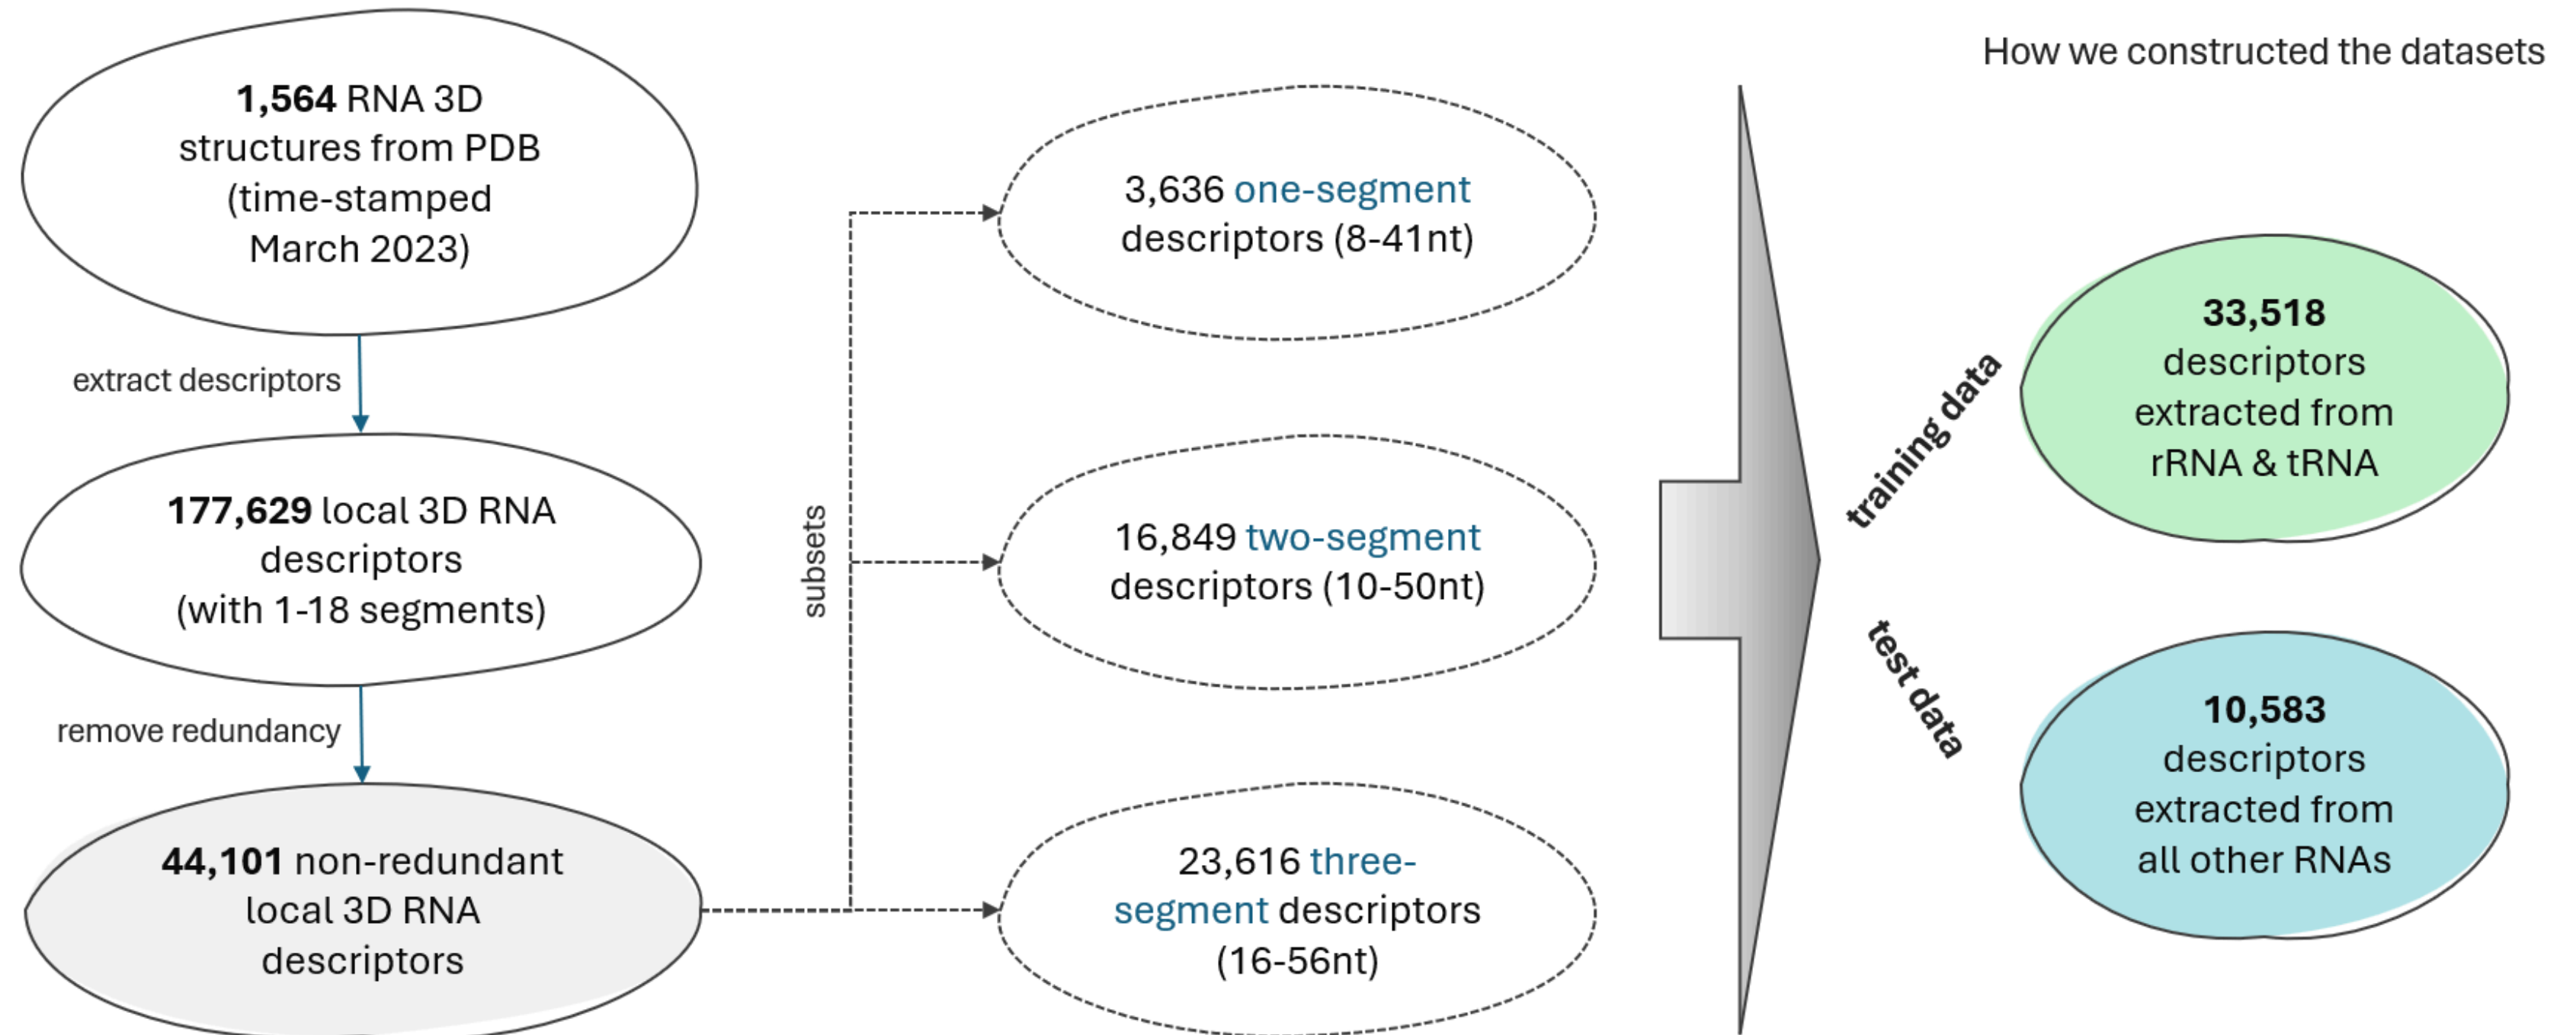 How we constructed the datasets
1,564 RNA 3D
structures from PDB
(time-stamped
March 2023)
extract descriptors
177,629 local 3D RNA
descriptors
(with 1-18 segments)
remove redundancy
44,101 non-redundant
local 3D RNA
descriptors
subsets
3,636 one-segment
descriptors (8-41nt)
16,849 two-segment
descriptors (10-50nt)
23,616 three-
segment descriptors
(16-56nt)
training data
33,518
descriptors
extracted from
rRNA & tRNA
test data
10,583
descriptors
extracted from
all other RNAs